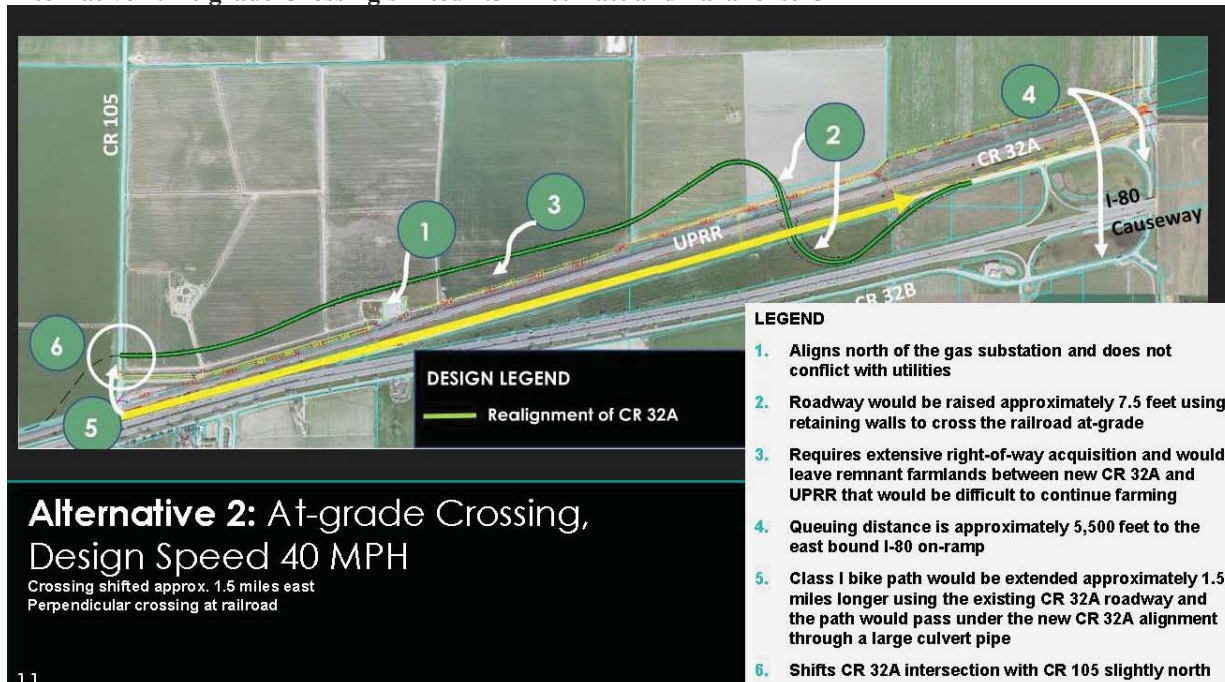 CR 105
4
2
CR 32A
3
I-80
Causeway
1
UPRR
CR 32B
6
5
DESIGN LEGEND
Realignment of CR 32A
LEGEND
1. Aligns north of the gas substation and does not
conflict with utilities
2. Roadway would be raised approximately 7.5 feet using
retaining walls to cross the railroad at-grade
3. Requires extensive right-of-way acquisition and would
leave remnant farmlands between new CR 32A and
UPRR that would be difficult to continue farming
4. Queuing distance is approximately 5,500 feet to the
east bound I-80 on-ramp
5. Class I bike path would be extended approximately 1.5
miles longer using the existing CR 32A roadway and
the path would pass under the new CR 32A alignment
through a large culvert pipe
6. Shifts CR 32A intersection with CR 105 slightly north
Alternative 2: At-grade Crossing,
Design Speed 40 MPH
Crossing shifted approx. 1.5 miles east
Perpendicular crossing at railroad
11